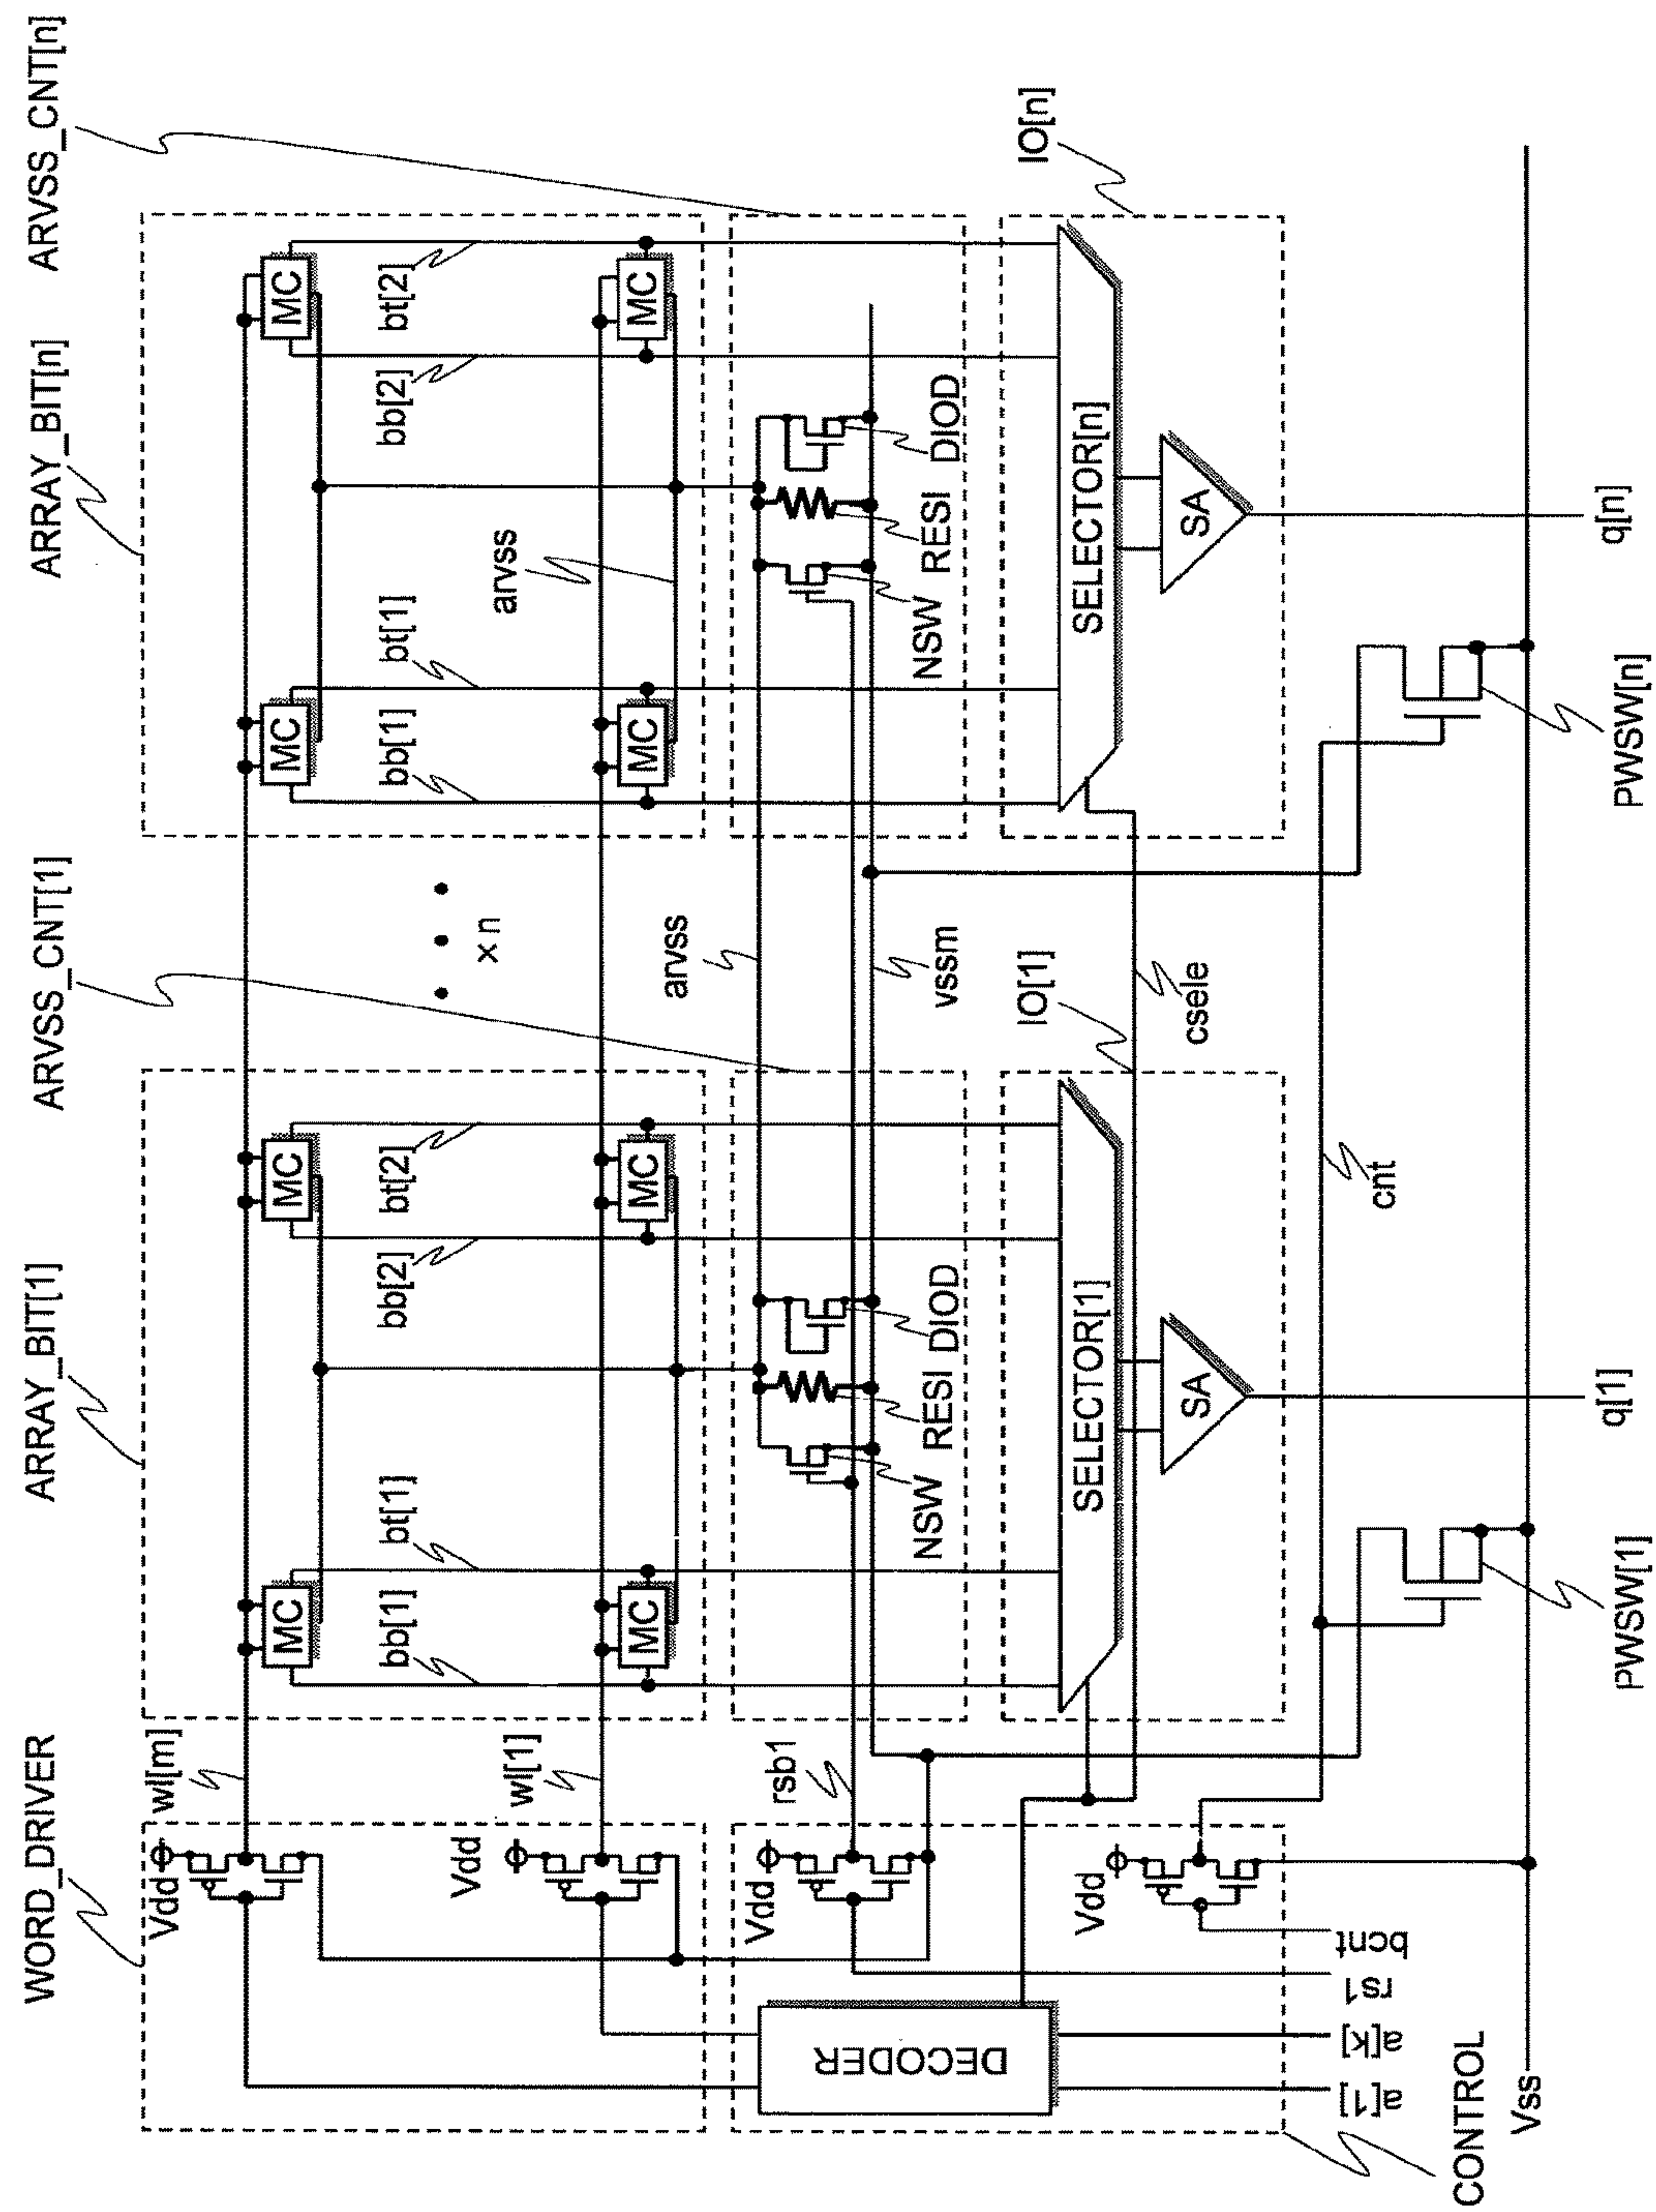 WORD_DRIVER
ARRAY_BIT[1]
ARVSS_CNT[1]
ARRAY_BIT[n]
ARVSS_CNT[n]
Vdd
wl[m]
MC
MC
MC
MC
bb[1]
bt[1]
bb[2]
bt[2]
× n
bb[1]
bt[1]
bb[2]
bt[2]
Vdd
wl[1]
arvss
MC
MC
MC
MC
Vdd
rsb1
arvss
NSW
RESI
DIOD
vssm
NSW
RESI
DIOD
IO[1]
IO[n]
DECODER
Vdd
SELECTOR[1]
SELECTOR[n]
csele
SA
SA
a[1]
a[k]
rs1
bcnt
cnt
CONTROL
Vss
PWSW[1]
q[1]
PWSW[n]
q[n]